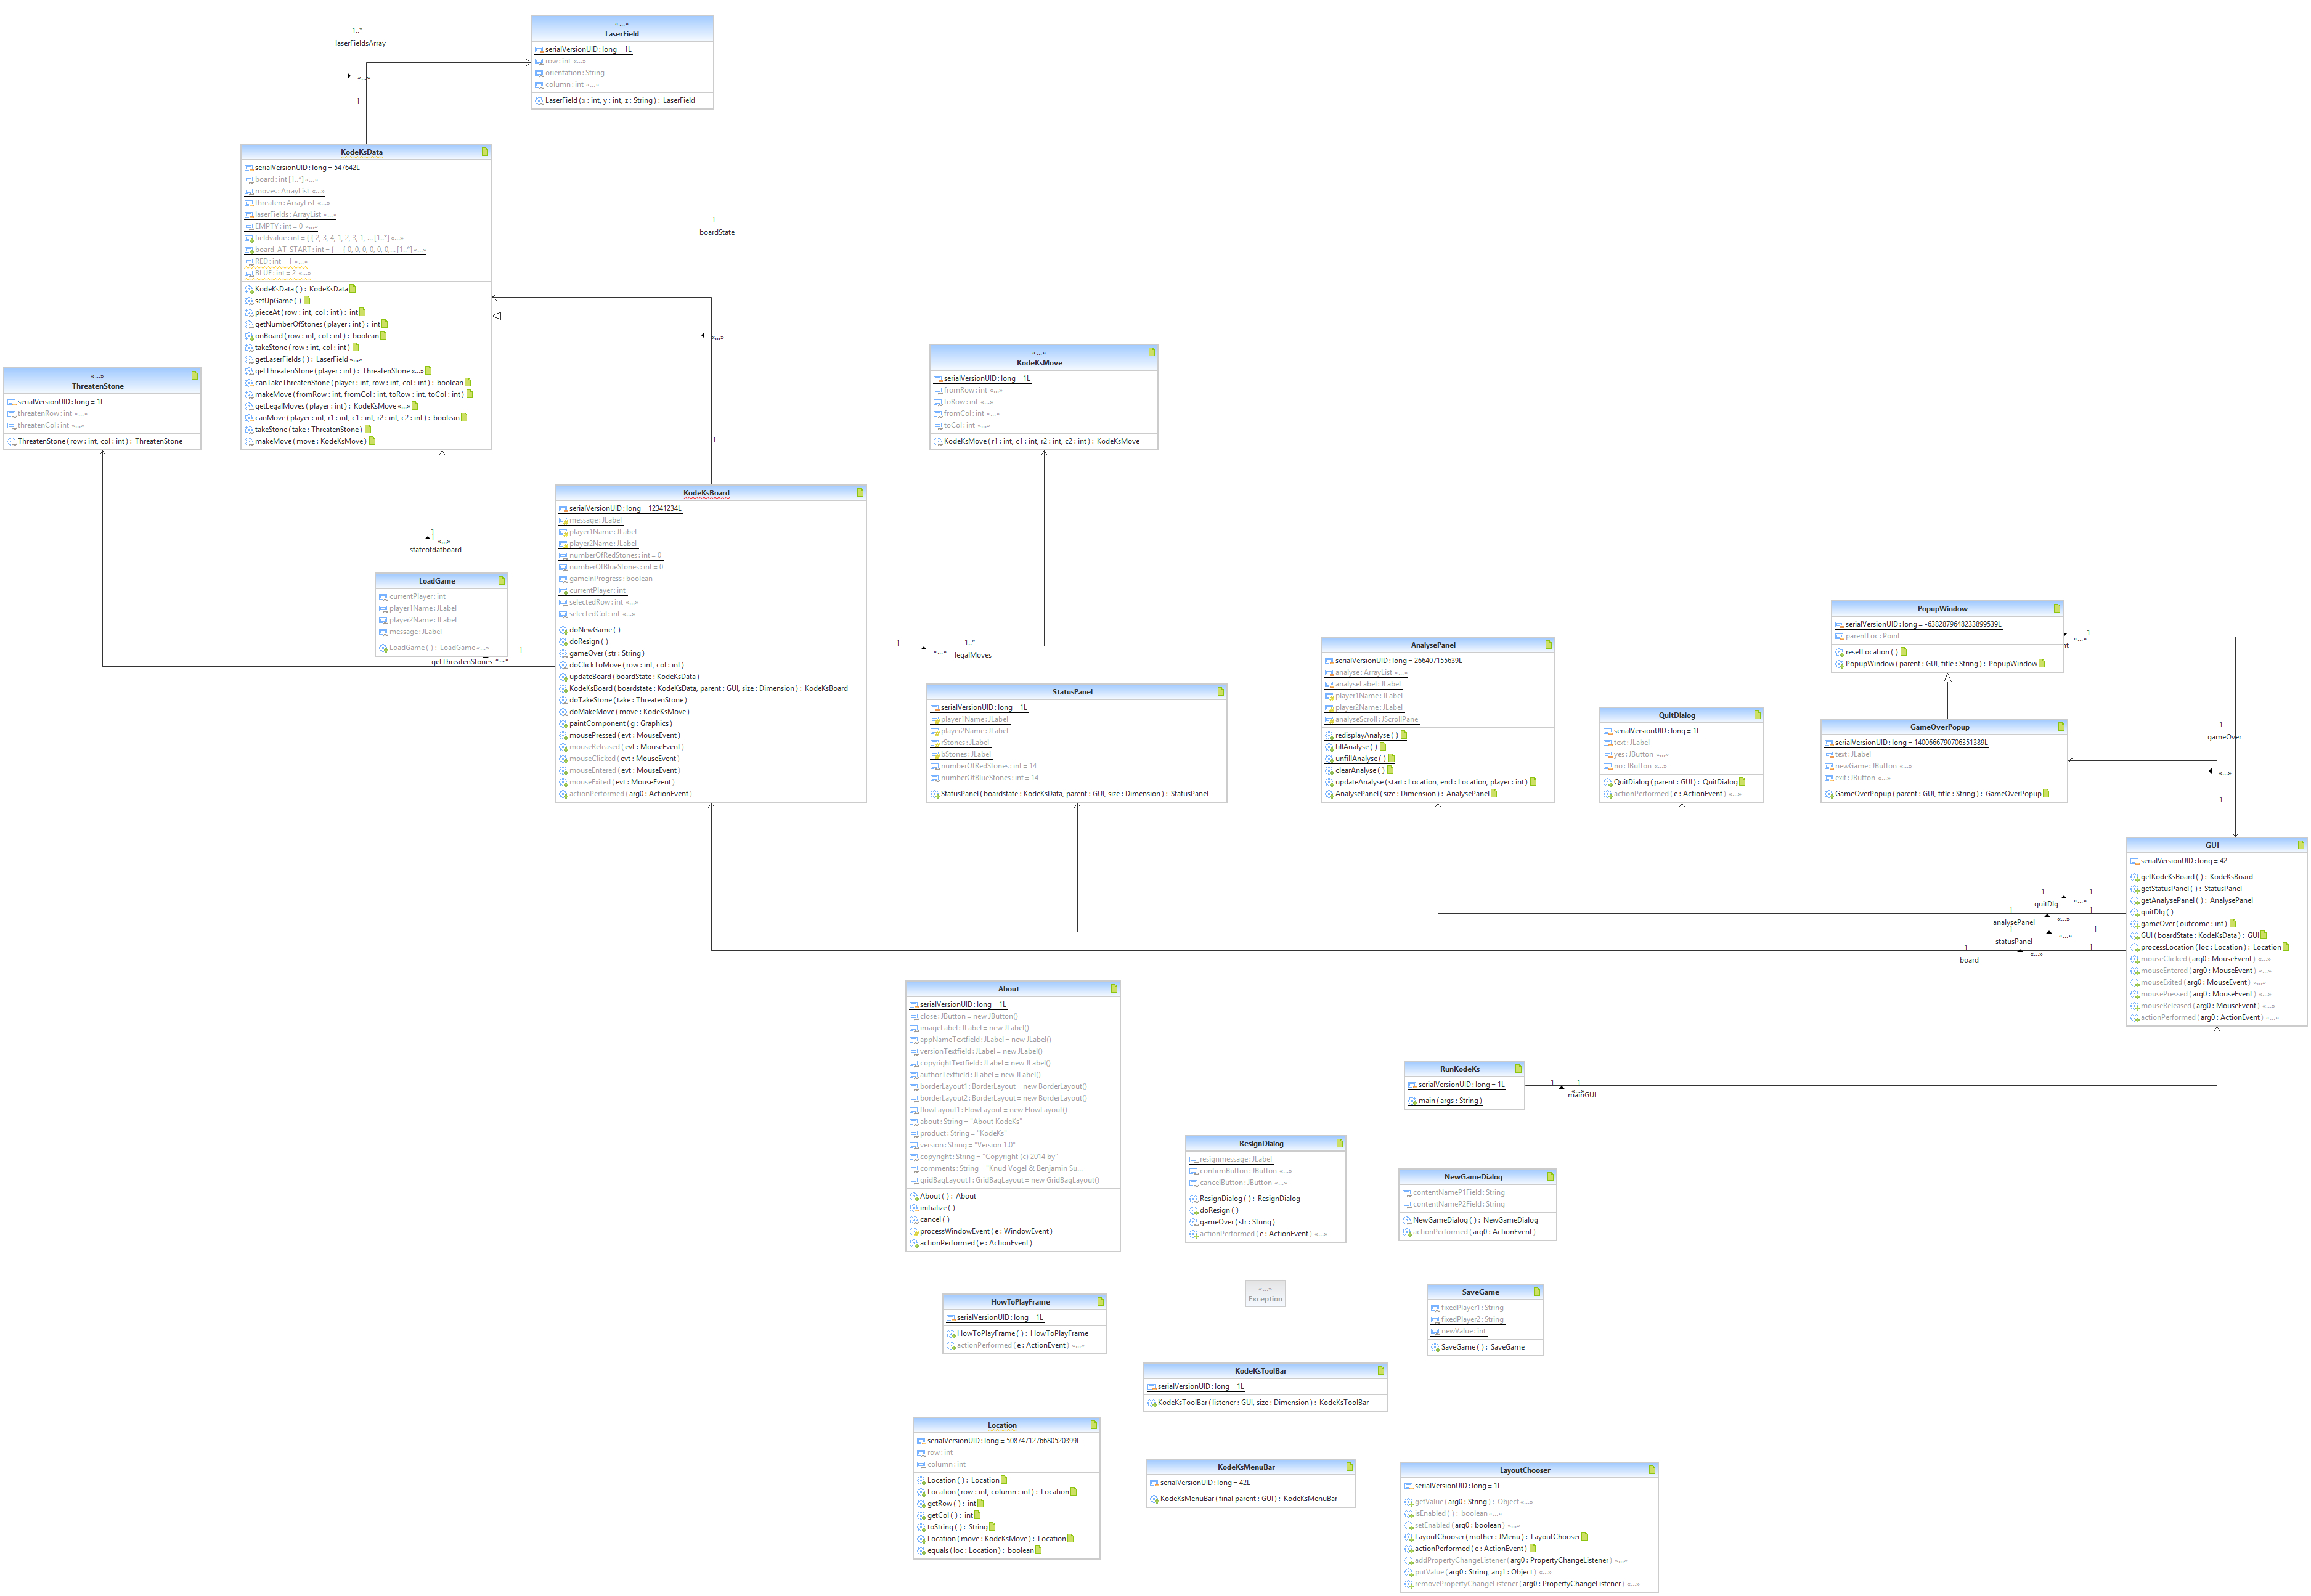 «...»
LaserField
serialVersionUID : long = 1L
row : int «...»
orientation : String
column : int «...»
LaserField ( x : int, y : int, z : String ) : LaserField
1..*
laserFieldsArray
«...»
1
KodeKsData
serialVersionUID : long = 547642L
board : int [1..*] «...»
moves : ArrayList «...»
threaten : ArrayList «...»
laserFields : ArrayList «...»
EMPTY : int = 0 «...»
fieldvalue : int = { { 2, 3, 4, 1, 2, 3, 1, ... [1..*] «...»
board_AT_START : int = { { 0, 0, 0, 0, 0, 0,... [1..*] «...»
RED : int = 1 «...»
BLUE : int = 2 «...»
KodeKsData ( ) : KodeKsData
setUpGame ( )
pieceAt ( row : int, col : int ) : int
getNumberOfStones ( player : int ) : int
onBoard ( row : int, col : int ) : boolean
takeStone ( row : int, col : int )
getLaserFields ( ) : LaserField «...»
getThreatenStone ( player : int ) : ThreatenStone «...»
canTakeThreatenStone ( player : int, row : int, col : int ) : boolean
makeMove ( fromRow : int, fromCol : int, toRow : int, toCol : int )
getLegalMoves ( player : int ) : KodeKsMove «...»
canMove ( player : int, r1 : int, c1 : int, r2 : int, c2 : int ) : boolean
takeStone ( take : ThreatenStone )
makeMove ( move : KodeKsMove )
1
boardState
«...»
1
«...»
ThreatenStone
serialVersionUID : long = 1L
threatenRow : int «...»
threatenCol : int «...»
ThreatenStone ( row : int, col : int ) : ThreatenStone
«...»
KodeKsMove
serialVersionUID : long = 1L
fromRow : int «...»
toRow : int «...»
fromCol : int «...»
toCol : int «...»
KodeKsMove ( r1 : int, c1 : int, r2 : int, c2 : int ) : KodeKsMove
KodeKsBoard
serialVersionUID : long = 12341234L
message : JLabel
player1Name : JLabel
player2Name : JLabel
numberOfRedStones : int = 0
numberOfBlueStones : int = 0
gameInProgress : boolean
currentPlayer : int
selectedRow : int «...»
selectedCol : int «...»
doNewGame ( )
doResign ( )
gameOver ( str : String )
doClickToMove ( row : int, col : int )
updateBoard ( boardState : KodeKsData )
KodeKsBoard ( boardstate : KodeKsData, parent : GUI, size : Dimension ) : KodeKsBoard
doTakeStone ( take : ThreatenStone )
doMakeMove ( move : KodeKsMove )
paintComponent ( g : Graphics )
mousePressed ( evt : MouseEvent )
mouseReleased ( evt : MouseEvent )
mouseClicked ( evt : MouseEvent )
mouseEntered ( evt : MouseEvent )
mouseExited ( evt : MouseEvent )
actionPerformed ( arg0 : ActionEvent )
1
«...»
stateofdatboard
LoadGame
currentPlayer : int
player1Name : JLabel
player2Name : JLabel
message : JLabel
LoadGame ( ) : LoadGame «...»
getThreatenStones
«...»
1
1
«...»
1..*
legalMoves
StatusPanel
serialVersionUID : long = 1L
player1Name : JLabel
player2Name : JLabel
rStones : JLabel
bStones : JLabel
numberOfRedStones : int = 14
numberOfBlueStones : int = 14
StatusPanel ( boardstate : KodeKsData, parent : GUI, size : Dimension ) : StatusPanel
AnalysePanel
serialVersionUID : long = 266407155639L
analyse : ArrayList «...»
analyseLabel : JLabel
player1Name : JLabel
player2Name : JLabel
analyseScroll : JScrollPane
redisplayAnalyse ( )
fillAnalyse ( )
unfillAnalyse ( )
clearAnalyse ( )
updateAnalyse ( start : Location, end : Location, player : int )
AnalysePanel ( size : Dimension ) : AnalysePanel
PopupWindow
serialVersionUID : long = -6382879648233899539L
parentLoc : Point
resetLocation ( )
PopupWindow ( parent : GUI, title : String ) : PopupWindow
1
«...»
nt
QuitDialog
serialVersionUID : long = 1L
text : JLabel
yes : JButton «...»
no : JButton «...»
QuitDialog ( parent : GUI ) : QuitDialog
actionPerformed ( e : ActionEvent ) «...»
GameOverPopup
serialVersionUID : long = 1400666790706351389L
text : JLabel
newGame : JButton «...»
exit : JButton «...»
GameOverPopup ( parent : GUI, title : String ) : GameOverPopup
1
gameOver
«...»
1
GUI
serialVersionUID : long = 42
getKodeKsBoard ( ) : KodeKsBoard
getStatusPanel ( ) : StatusPanel
getAnalysePanel ( ) : AnalysePanel
quitDlg ( )
gameOver ( outcome : int )
GUI ( boardState : KodeKsData ) : GUI
processLocation ( loc : Location ) : Location
mouseClicked ( arg0 : MouseEvent ) «...»
mouseEntered ( arg0 : MouseEvent ) «...»
mouseExited ( arg0 : MouseEvent ) «...»
mousePressed ( arg0 : MouseEvent ) «...»
mouseReleased ( arg0 : MouseEvent ) «...»
actionPerformed ( arg0 : ActionEvent ) «...»
1 1
quitDlg «...»
1 1
analysePanel «...»
1 1
statusPanel «...»
1 1
board «...»
About
serialVersionUID : long = 1L
close : JButton = new JButton()
imageLabel : JLabel = new JLabel()
appNameTextfield : JLabel = new JLabel()
versionTextfield : JLabel = new JLabel()
copyrightTextfield : JLabel = new JLabel()
authorTextfield : JLabel = new JLabel()
borderLayout1 : BorderLayout = new BorderLayout()
borderLayout2 : BorderLayout = new BorderLayout()
flowLayout1 : FlowLayout = new FlowLayout()
about : String = "About KodeKs"
product : String = "KodeKs"
version : String = "Version 1.0"
copyright : String = "Copyright (c) 2014 by"
comments : String = "Knud Vogel & Benjamin Su...
gridBagLayout1 : GridBagLayout = new GridBagLayout()
About ( ) : About
initialize ( )
cancel ( )
processWindowEvent ( e : WindowEvent )
actionPerformed ( e : ActionEvent )
RunKodeKs
serialVersionUID : long = 1L
main ( args : String )
1 1
«...»
mainGUI
ResignDialog
resignmessage : JLabel
confirmButton : JButton «...»
cancelButton : JButton «...»
ResignDialog ( ) : ResignDialog
doResign ( )
gameOver ( str : String )
actionPerformed ( e : ActionEvent ) «...»
NewGameDialog
contentNameP1Field : String
contentNameP2Field : String
NewGameDialog ( ) : NewGameDialog
actionPerformed ( arg0 : ActionEvent )
HowToPlayFrame
serialVersionUID : long = 1L
HowToPlayFrame ( ) : HowToPlayFrame
actionPerformed ( e : ActionEvent ) «...»
«...»
Exception
SaveGame
fixedPlayer1 : String
fixedPlayer2 : String
newValue : int
SaveGame ( ) : SaveGame
KodeKsToolBar
serialVersionUID : long = 1L
KodeKsToolBar ( listener : GUI, size : Dimension ) : KodeKsToolBar
Location
serialVersionUID : long = 5087471276680520399L
row : int
column : int
Location ( ) : Location
Location ( row : int, column : int ) : Location
getRow ( ) : int
getCol ( ) : int
toString ( ) : String
Location ( move : KodeKsMove ) : Location
equals ( loc : Location ) : boolean
KodeKsMenuBar
serialVersionUID : long = 42L
KodeKsMenuBar ( final parent : GUI ) : KodeKsMenuBar
LayoutChooser
serialVersionUID : long = 1L
getValue ( arg0 : String ) : Object «...»
isEnabled ( ) : boolean «...»
setEnabled ( arg0 : boolean ) «...»
LayoutChooser ( mother : JMenu ) : LayoutChooser
actionPerformed ( e : ActionEvent )
addPropertyChangeListener ( arg0 : PropertyChangeListener ) «...»
putValue ( arg0 : String, arg1 : Object ) «...»
removePropertyChangeListener ( arg0 : PropertyChangeListener ) «...»